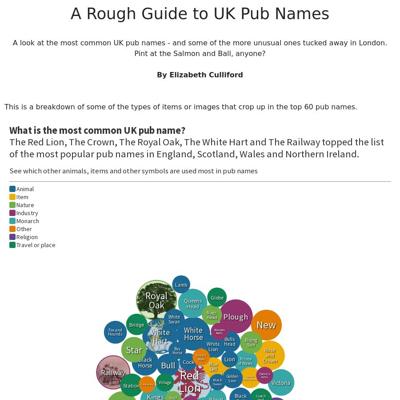 A Rough Guide to UK Pub Names
A look at the most common UK pub names - and some of the more unusual ones tucked away in London.
Pint at the Salmon and Ball, anyone?
By Elizabeth Culliford
This is a breakdown of some of the types of items or images that crop up in the top 60 pub names.
What is the most common UK pub name?
The Red Lion, The Crown, The Royal Oak, The White Hart and The Railway topped the list
of the most popular pub names in England, Scotland, Wales and Northern Ireland.
See which other animals, items and other symbols are used most in pub names
Animal
Item
Nature
Industry
Monarch
Other
Religion
Travel or place
Lamb
Royal
Oak
Queens
Head
Globe
White
Swan
Plough
Bridge
New
White
Hart
White
Horse
Bulls
Head
Star
White
Lion
Black
Horse
Bull
Cock
Lion
Railway
Red
Lion
Victoria
Station
Village
Kings
Black